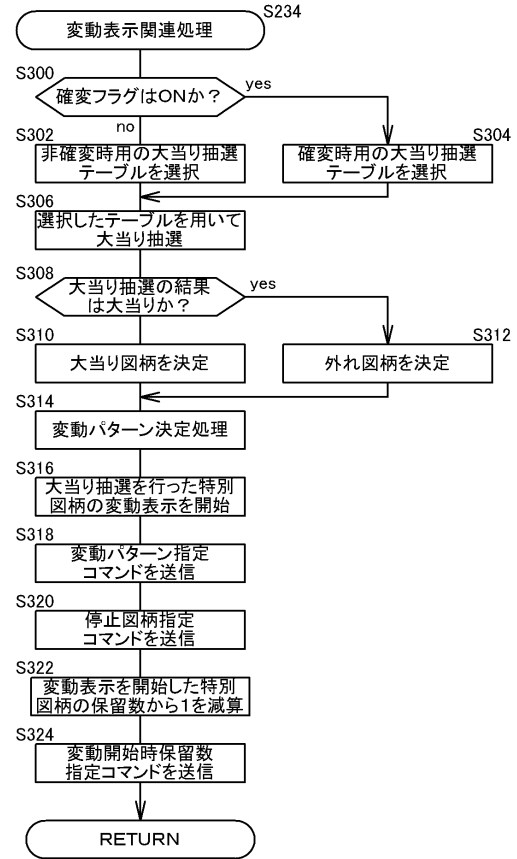 S234
変動表示関連処理
S300
確変フラグはONか？
yes
no
S302
非確変時用の大当り抽選
テーブルを選択
S304
確変時用の大当り抽選
テーブルを選択
S306
選択したテーブルを用いて
大当り抽選
S308
大当り抽選の結果
は大当りか？
yes
S310
大当り図柄を決定
S312
外れ図柄を決定
S314
変動パターン決定処理
S316
大当り抽選を行った特別
図柄の変動表示を開始
S318
変動パターン指定
コマンドを送信
S320
停止図柄指定
コマンドを送信
S322
変動表示を開始した特別
図柄の保留数から1を減算
S324
変動開始時保留数
指定コマンドを送信
RETURN